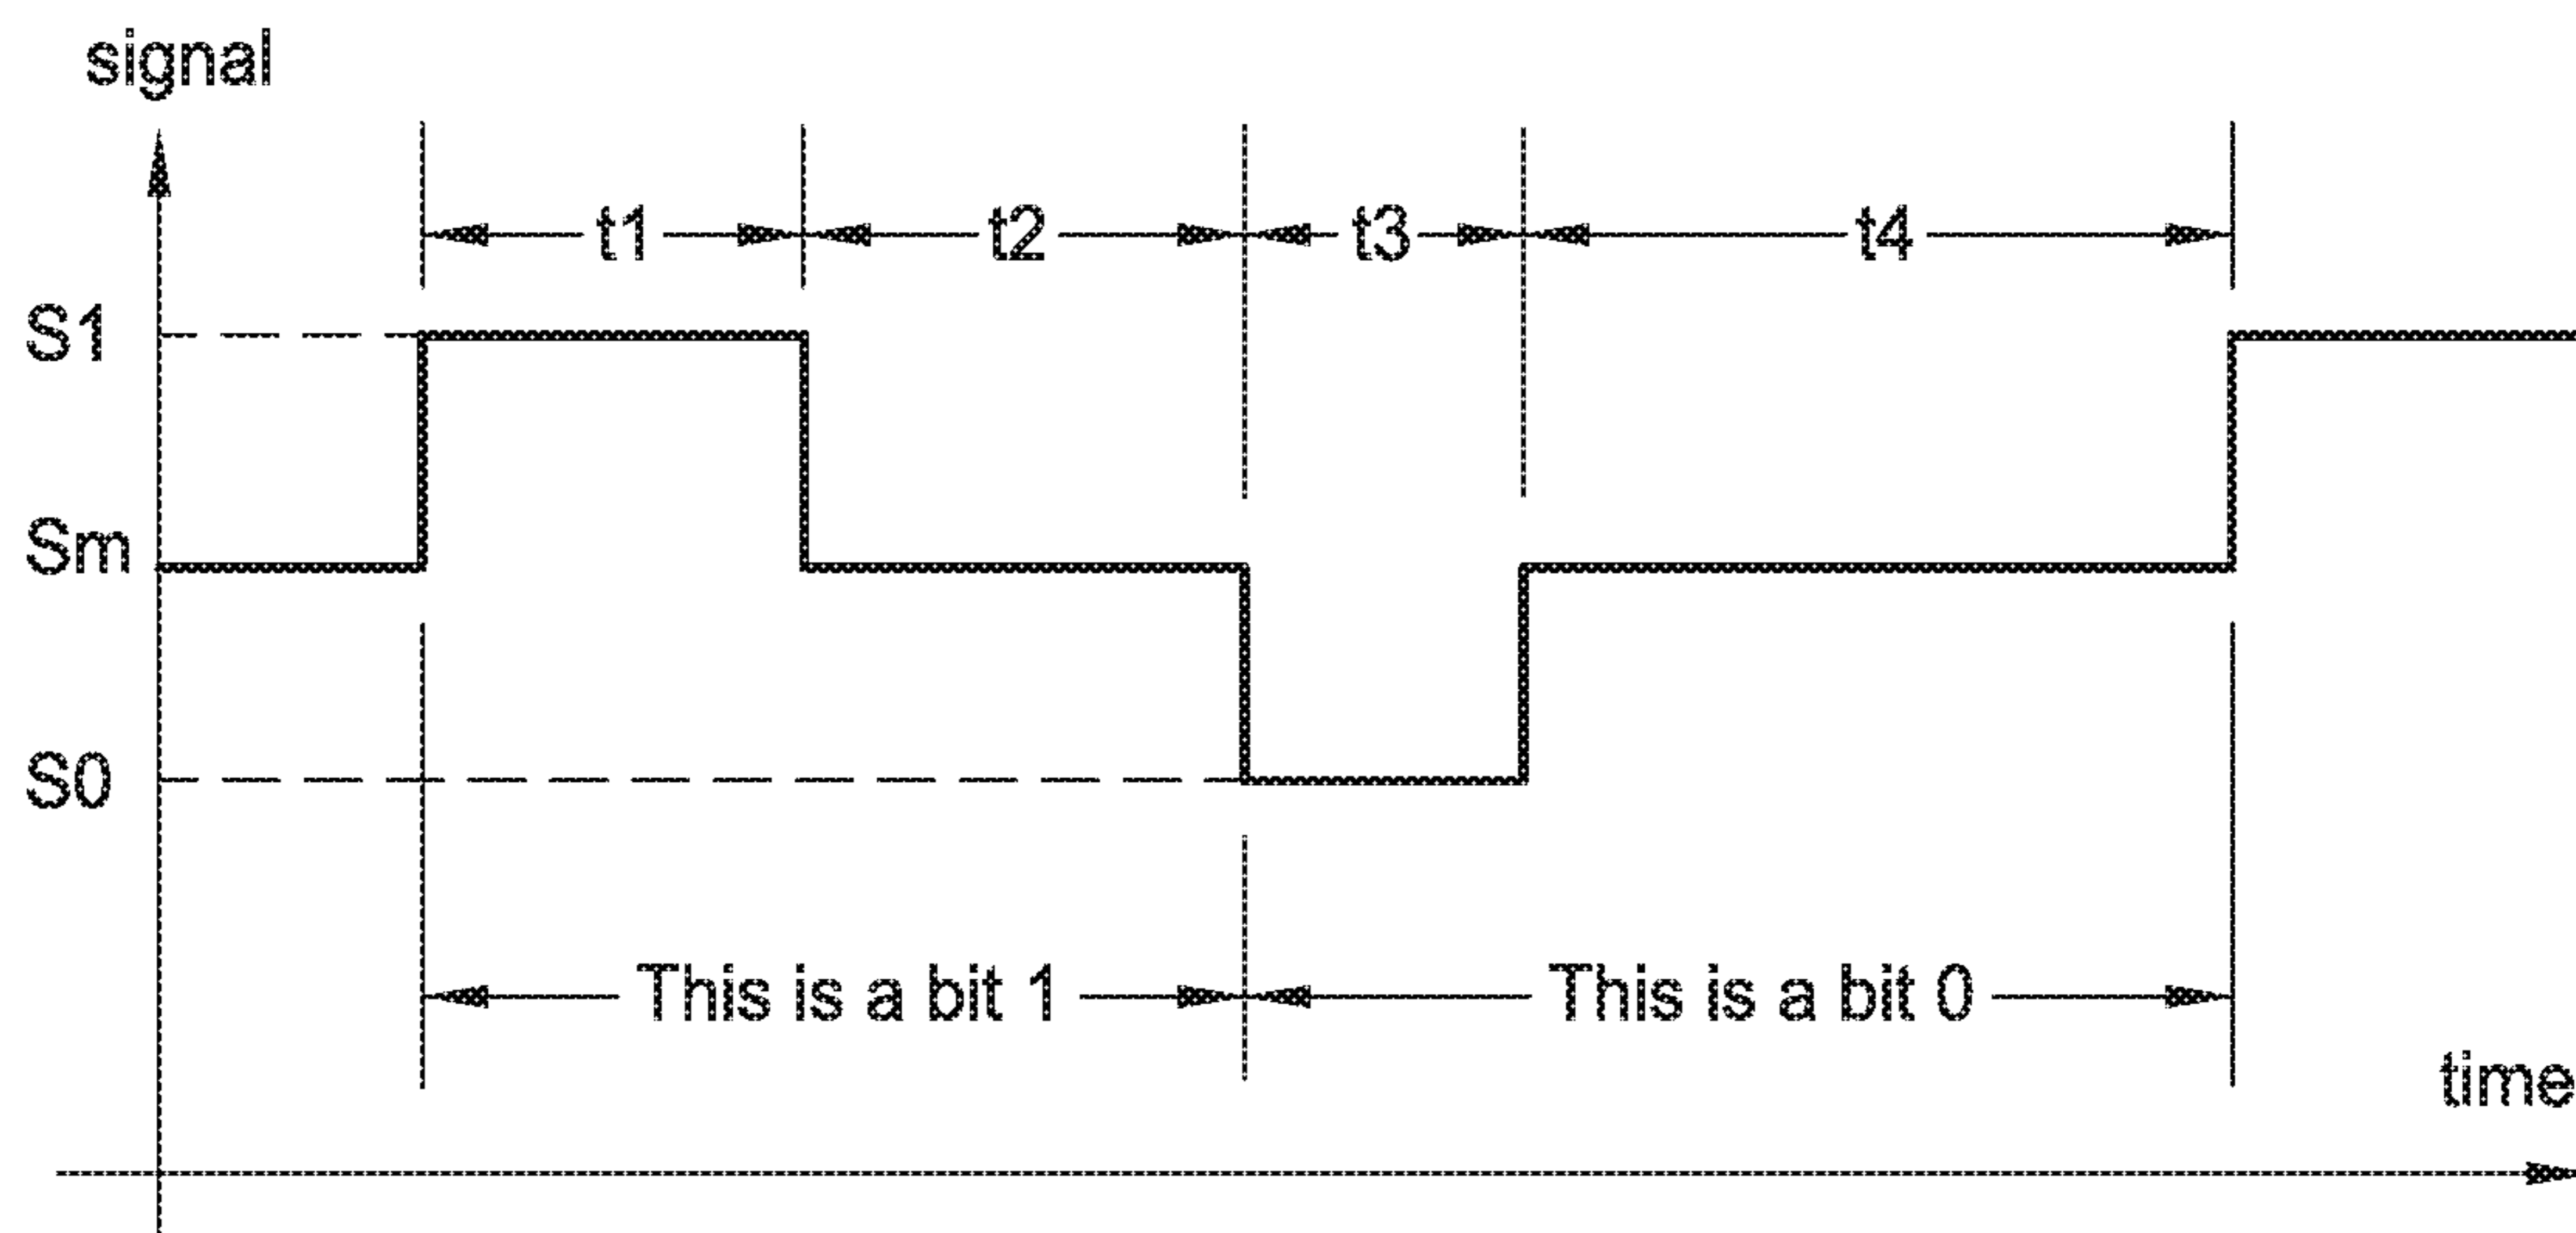 signal
t1 t2 t3 t4
S1
Sm
S0
This is a bit 1 This is a bit 0
time